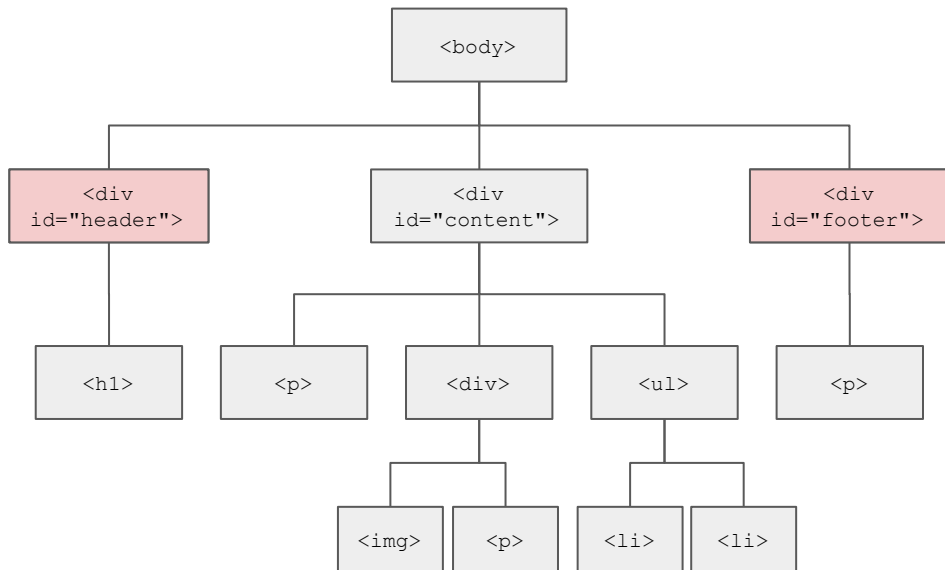 <body>
<div
id="header">
<div
id="content">
<div
id="footer">
<h1>
<p>
<div>
<ul>
<p>
<img>
<p>
<li>
<li>